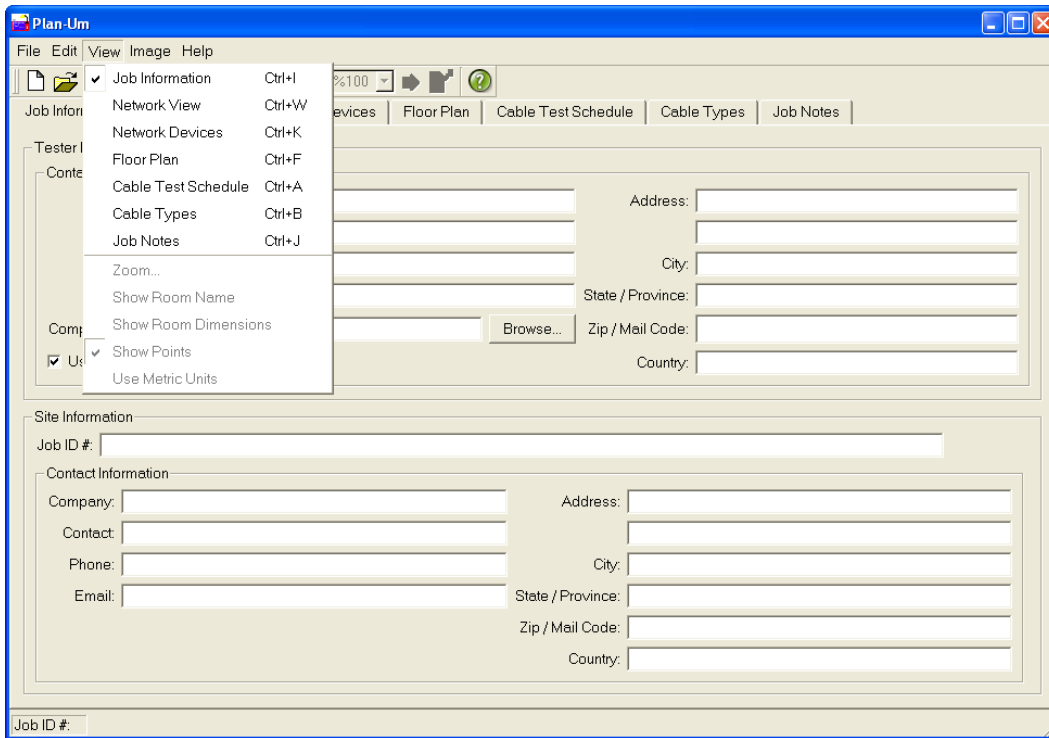 Plan-Um
File Edit View Image Help
%100
Job Information Ctrl+I
Network View Ctrl+W
Network Devices Ctrl+K
Floor Plan Ctrl+F
Cable Test Schedule Ctrl+A
Cable Types Ctrl+B
Job Notes Ctrl+J
Zoom...
Show Room Name
Show Room Dimensions
Show Points
Use Metric Units
Job Infor evices Floor Plan Cable Test Schedule Cable Types Job Notes
Tester
Conta
Address:
City:
State / Province:
Comp Browse... Zip / Mail Code:
Us Country:
Site Information
Job ID #:
Contact Information
Company: Address:
Contact:
Phone: City:
Email: State / Province:
Zip / Mail Code:
Country:
Job ID #: